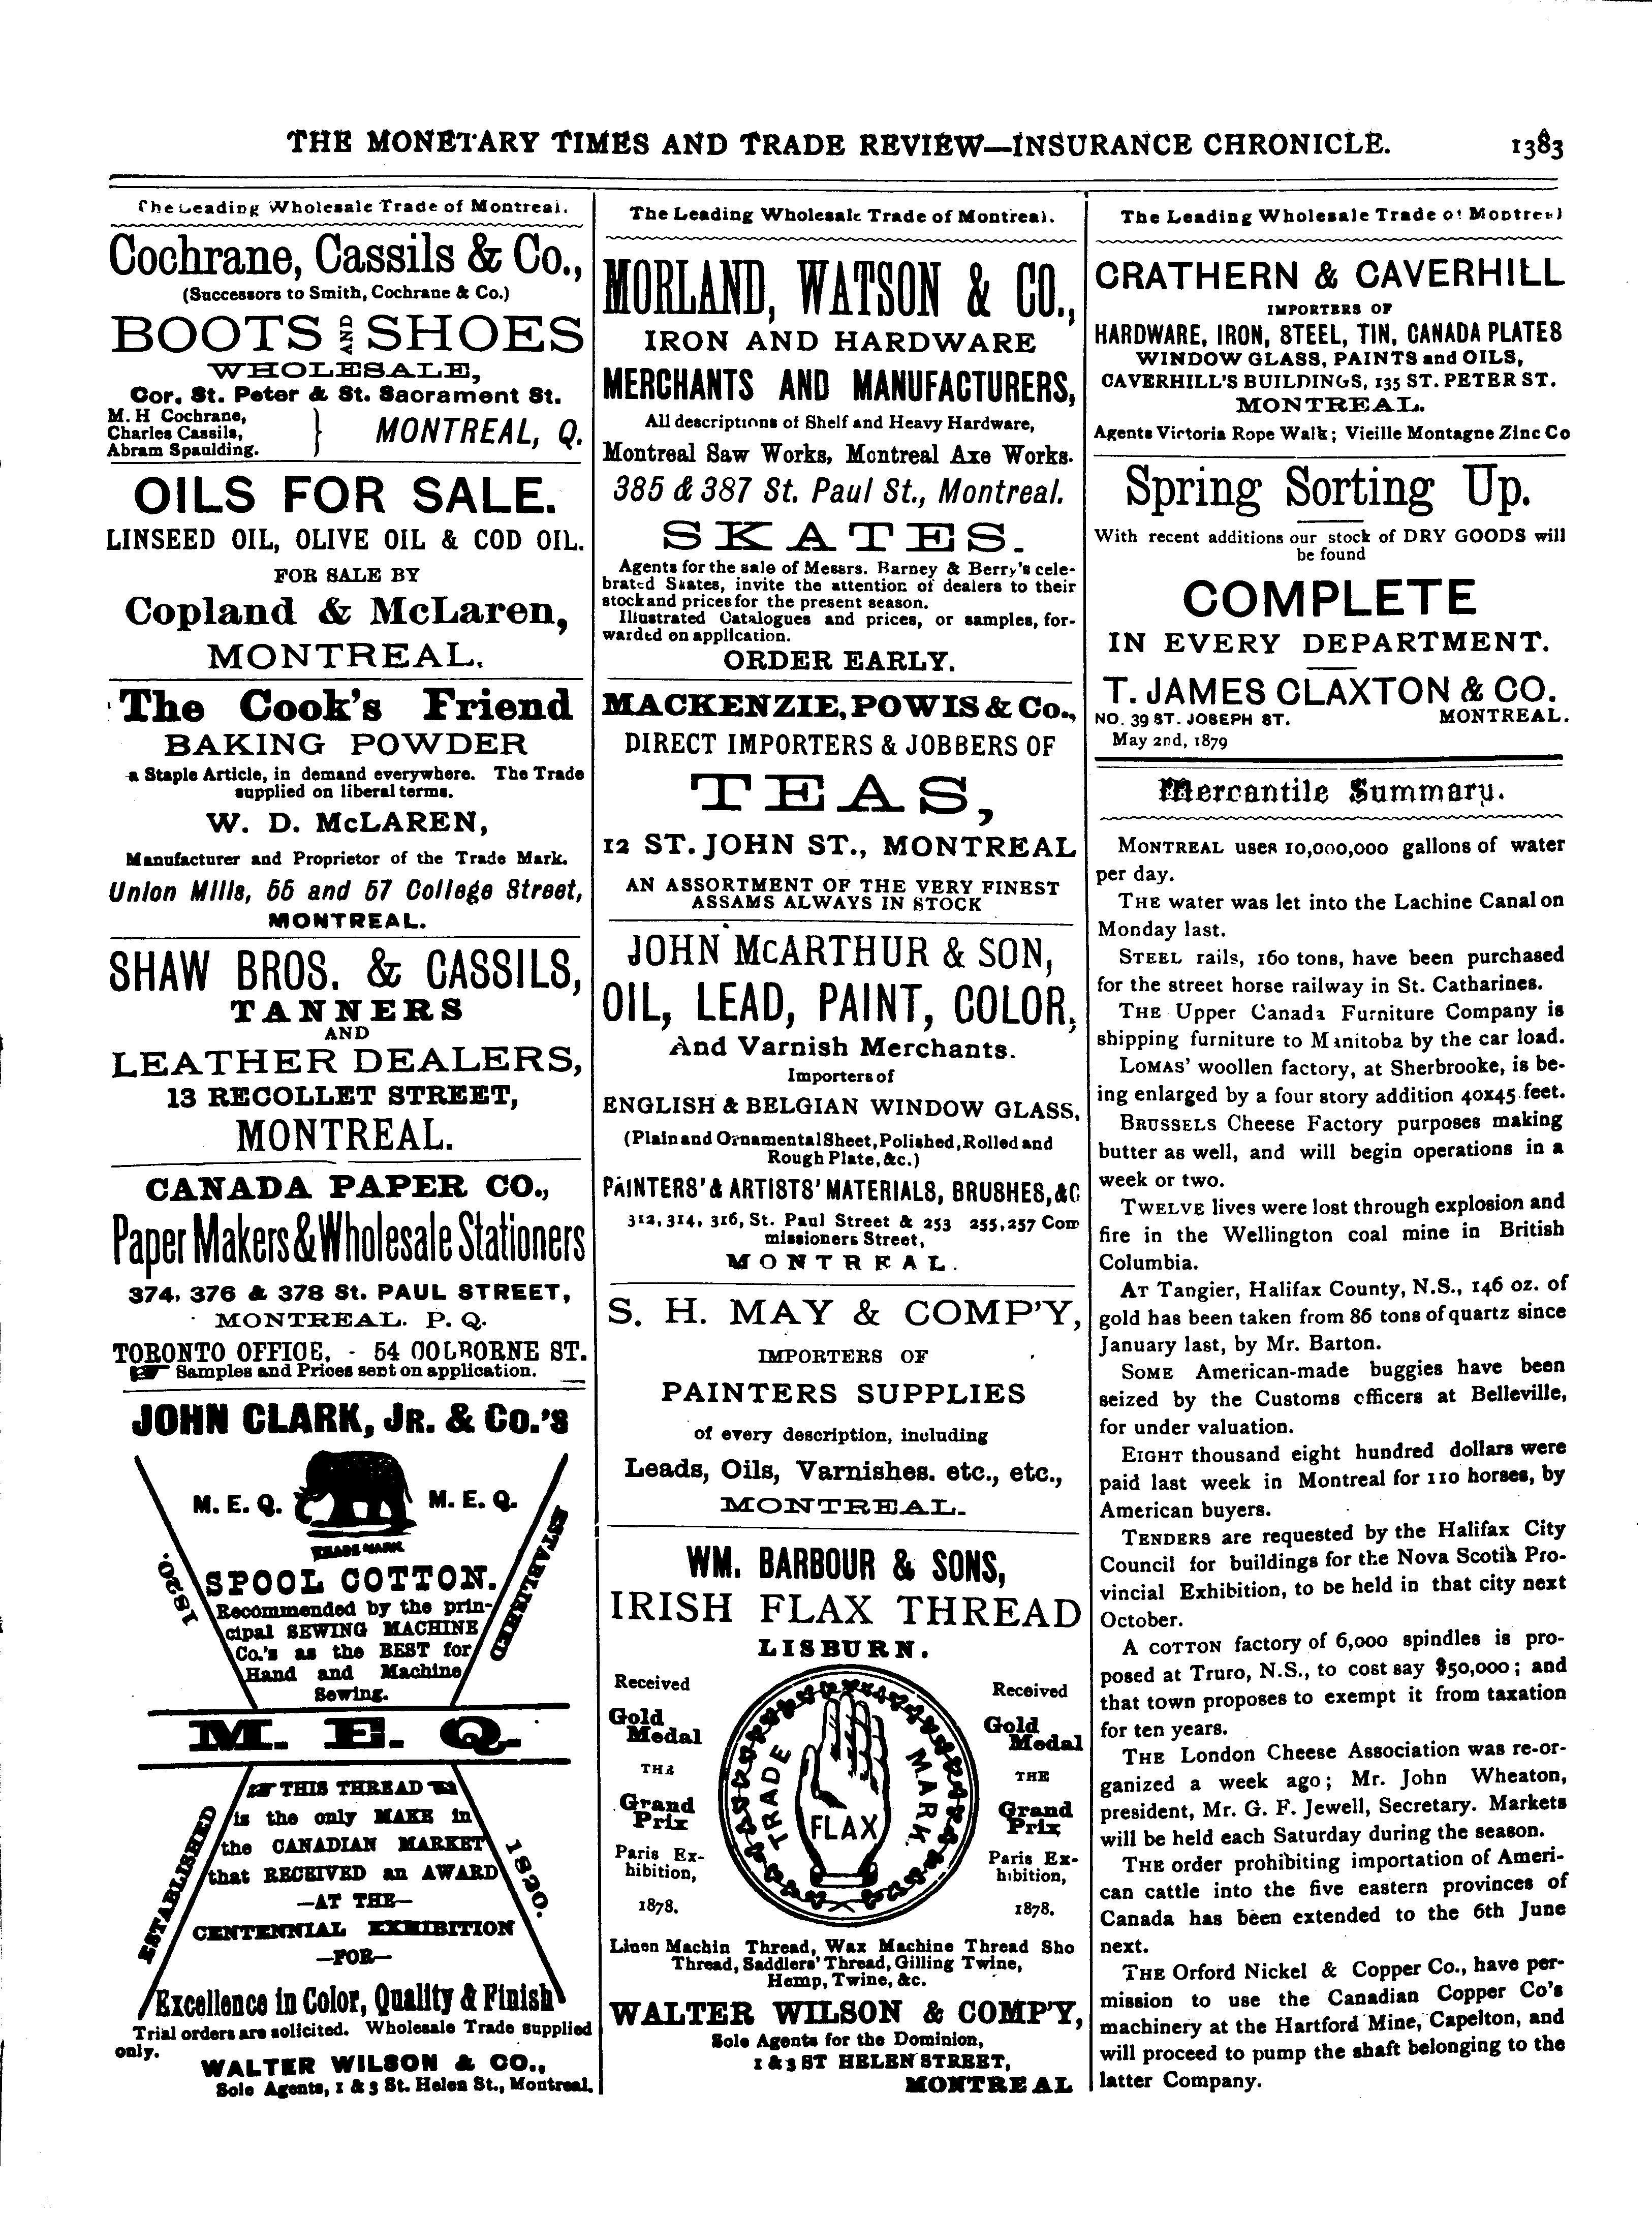 THE MONETARY TIMES AND TRADE REVIEW—INSURANCE CHRONICLE. 1383
The Leading Wholesale Trade of Montreal.
Cochrane, Cassils & Co.,
(Successors to Smith, Cochrane & Co.)
BOOTS AND SHOES
WHOLESALE,
Cor. St. Peter & St. Saorament St.
M. H Cochrane,
Charles Cassils,
Abram Spaulding.
MONTREAL, Q.
OILS FOR SALE.
LINSEED OIL, OLIVE OIL & COD OIL.
FOR SALE BY
Copland & McLaren,
MONTREAL.
The Cook's Friend
BAKING POWDER
a Staple Article, in demand everywhere. The Trade
supplied on liberal terms.
W. D. McLAREN,
Manufacturer and Proprietor of the Trade Mark.
Union Mills, 55 and 57 College Street,
MONTREAL.
SHAW BROS. & CASSILS,
TANNERS
AND
LEATHER DEALERS,
13 RECOLLET STREET,
MONTREAL.
CANADA PAPER CO.,
Paper Makers & Wholesale Stationers
374, 376 & 378 St. PAUL STREET,
MONTREAL. P. Q.
TORONTO OFFICE, - 54 COLBORNE ST.
Samples and Prices sent on application.
JOHN CLARK, JR. & CO.'S
M. E. Q. M. E. Q.
TRADE MARK
1820. ESTABLISHED
SPOOL COTTON.
Recommended by the prin-
cipal SEWING MACHINE
Co.'s as the BEST for
Hand and Machine
Sewing.
M. E. Q.
ESTABLISHED 1820.
THIS THREAD
is the only MAKE in
the CANADIAN MARKET
that RECEIVED an AWARD
—AT THE—
CENTENNIAL EXHIBITION
—FOR—
Excellence in Color, Quality & Finish
Trial orders are solicited. Wholesale Trade supplied
only.
WALTER WILSON & CO.,
Sole Agents, 1 & 3 St. Helen St., Montreal.
The Leading Wholesale Trade of Montreal.
MORLAND, WATSON & CO.,
IRON AND HARDWARE
MERCHANTS AND MANUFACTURERS,
All descriptions of Shelf and Heavy Hardware,
Montreal Saw Works, Montreal Axe Works.
385 & 387 St. Paul St., Montreal.
SKATES.
Agents for the sale of Messrs. Barney & Berry's cele-
brated Skates, invite the attention of dealers to their
stock and prices for the present season.
Illustrated Catalogues and prices, or samples, for-
warded on application.
ORDER EARLY.
MACKENZIE, POWIS & Co.,
DIRECT IMPORTERS & JOBBERS OF
TEAS,
12 ST. JOHN ST., MONTREAL
AN ASSORTMENT OF THE VERY FINEST
ASSAMS ALWAYS IN STOCK
JOHN McARTHUR & SON,
OIL, LEAD, PAINT, COLOR,
And Varnish Merchants.
Importers of
ENGLISH & BELGIAN WINDOW GLASS,
(Plain and Ornamental Sheet, Polished, Rolled and
Rough Plate, &c.)
PAINTERS' & ARTISTS' MATERIALS, BRUSHES, &C
312, 314, 316, St. Paul Street & 253 255, 257 Com
missioners Street,
MONTREAL.
S. H. MAY & COMP'Y,
IMPORTERS OF
PAINTERS SUPPLIES
of every description, including
Leads, Oils, Varnishes. etc., etc.,
MONTREAL.
WM. BARBOUR & SONS,
IRISH FLAX THREAD
LISBURN.
Received
Gold
Medal
THE
Grand
Prix
Paris Ex-
hibition,
1878.
TRADE MARK.
FLAX
Received
Gold
Medal
THE
Grand
Prix
Paris Ex-
hibition,
1878.
Linen Machin Thread, Wax Machine Thread Sho
Thread, Saddlers' Thread, Gilling Twine,
Hemp, Twine, &c.
WALTER WILSON & COMP'Y,
Sole Agents for the Dominion,
1 & 3 ST HELEN STREET,
MONTREAL
The Leading Wholesale Trade of Montreal
CRATHERN & CAVERHILL
IMPORTERS OF
HARDWARE, IRON, STEEL, TIN, CANADA PLATES
WINDOW GLASS, PAINTS and OILS,
CAVERHILL'S BUILDINGS, 135 ST. PETER ST.
MONTREAL.
Agents Victoria Rope Walk; Vieille Montagne Zinc Co
Spring Sorting Up.
With recent additions our stock of DRY GOODS will
be found
COMPLETE
IN EVERY DEPARTMENT.
T. JAMES CLAXTON & CO.
NO. 39 ST. JOSEPH ST. MONTREAL.
May 2nd, 1879
Mercantile Summary.
MONTREAL uses 10,000,000 gallons of water
per day.
THE water was let into the Lachine Canal on
Monday last.
STEEL rails, 160 tons, have been purchased
for the street horse railway in St. Catharines.
THE Upper Canada Furniture Company is
shipping furniture to Manitoba by the car load.
LOMAS' woollen factory, at Sherbrooke, is be-
ing enlarged by a four story addition 40x45 feet.
BRUSSELS Cheese Factory purposes making
butter as well, and will begin operations in a
week or two.
TWELVE lives were lost through explosion and
fire in the Wellington coal mine in British
Columbia.
AT Tangier, Halifax County, N.S., 146 oz. of
gold has been taken from 86 tons of quartz since
January last, by Mr. Barton.
SOME American-made buggies have been
seized by the Customs officers at Belleville,
for under valuation.
EIGHT thousand eight hundred dollars were
paid last week in Montreal for 110 horses, by
American buyers.
TENDERS are requested by the Halifax City
Council for buildings for the Nova Scotia Pro-
vincial Exhibition, to be held in that city next
October.
A COTTON factory of 6,000 spindles is pro-
posed at Truro, N.S., to cost say $50,000; and
that town proposes to exempt it from taxation
for ten years.
THE London Cheese Association was re-or-
ganized a week ago; Mr. John Wheaton,
president, Mr. G. F. Jewell, Secretary. Markets
will be held each Saturday during the season.
THE order prohibiting importation of Ameri-
can cattle into the five eastern provinces of
Canada has been extended to the 6th June
next.
THE Orford Nickel & Copper Co., have per-
mission to use the Canadian Copper Co's
machinery at the Hartford Mine, Capelton, and
will proceed to pump the shaft belonging to the
latter Company.